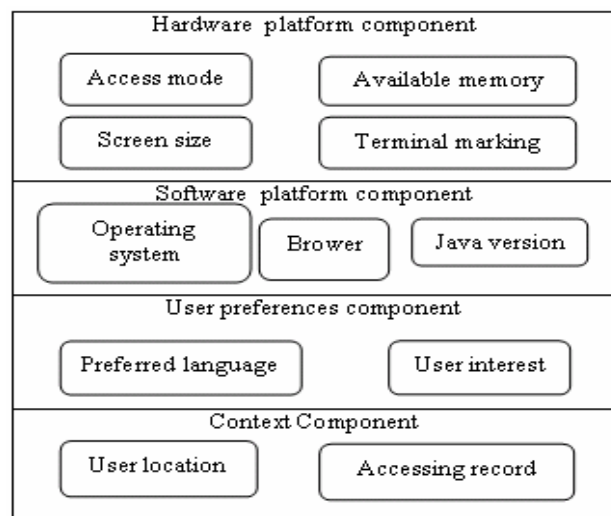 Hardware platform component
Access mode
Available memory
Screen size
Terminal marking
Software platform component
Operating
system
Brower
Java version
User preferences component
Preferred language
User interest
Context Component
User location
Accessing record